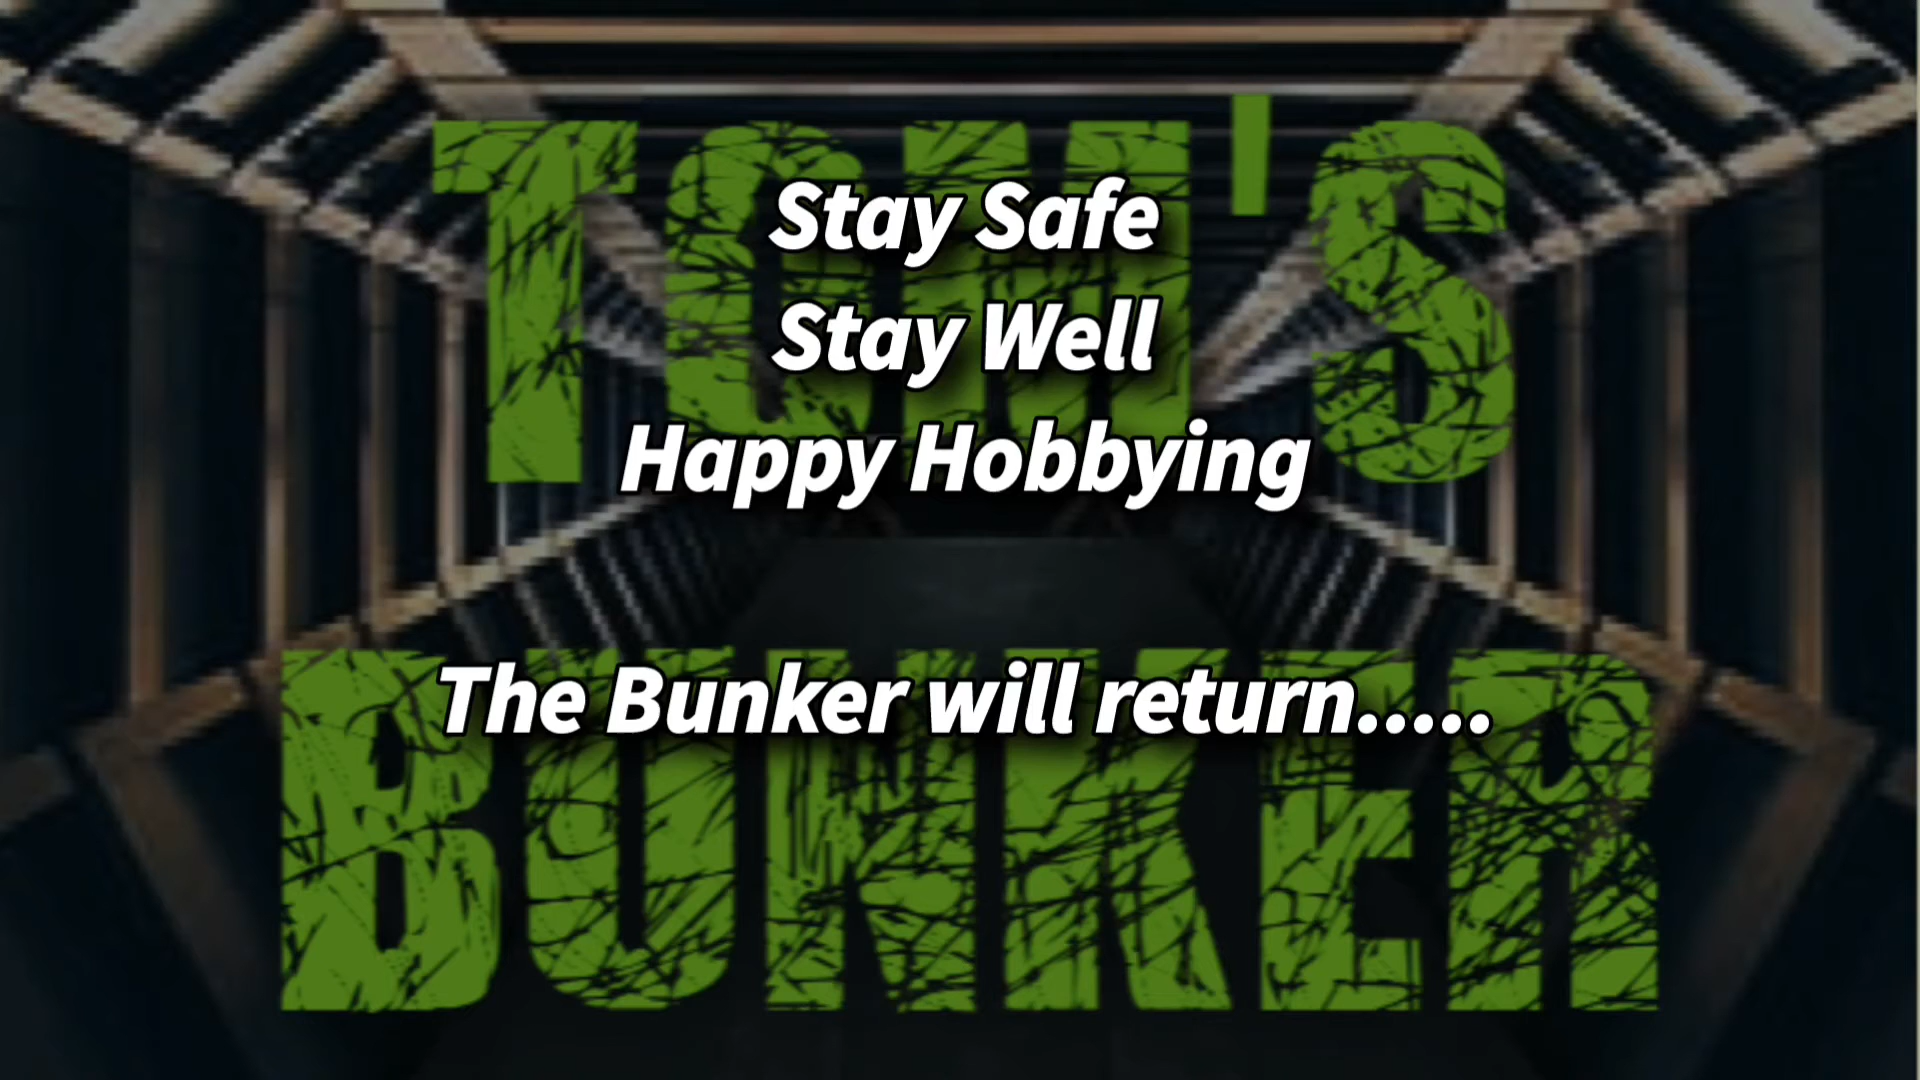 TOM'S
Stay Safe
Stay Well
Happy Hobbying
BUNKER
The Bunker will return.....